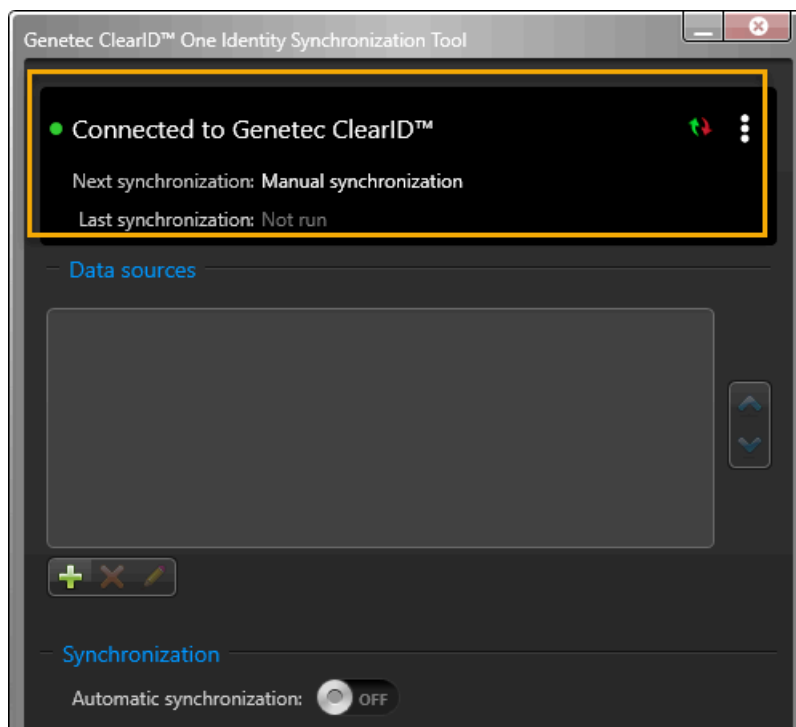 Genetec ClearID™ One Identity Synchronization Tool
Connected to Genetec ClearID™
Next synchronization: Manual synchronization
Last synchronization: Not run
Data sources
Synchronization
Automatic synchronization: OFF